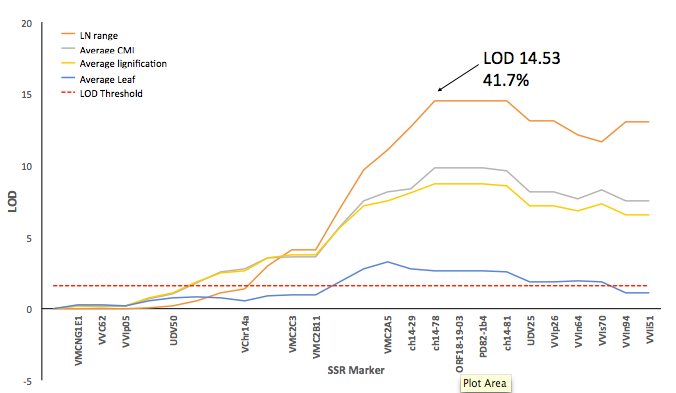 20
15
10
5
0
-5
LOD
LN range
Average CMI
Average lignification
Average Leaf
LOD Threshold
LOD 14.53
41.7%
VMCNG1E1
VVC62
VVIp05
UDV50
VChr14a
VMC2C3
VMC2B11
VMC2A5
ch14-29
ch14-78
ORF18-19-03
PD82-1b4
ch14-81
UDV25
VVIp26
VVIn64
VVIs70
VVIn94
VVIi51
SSR Marker
Plot Area